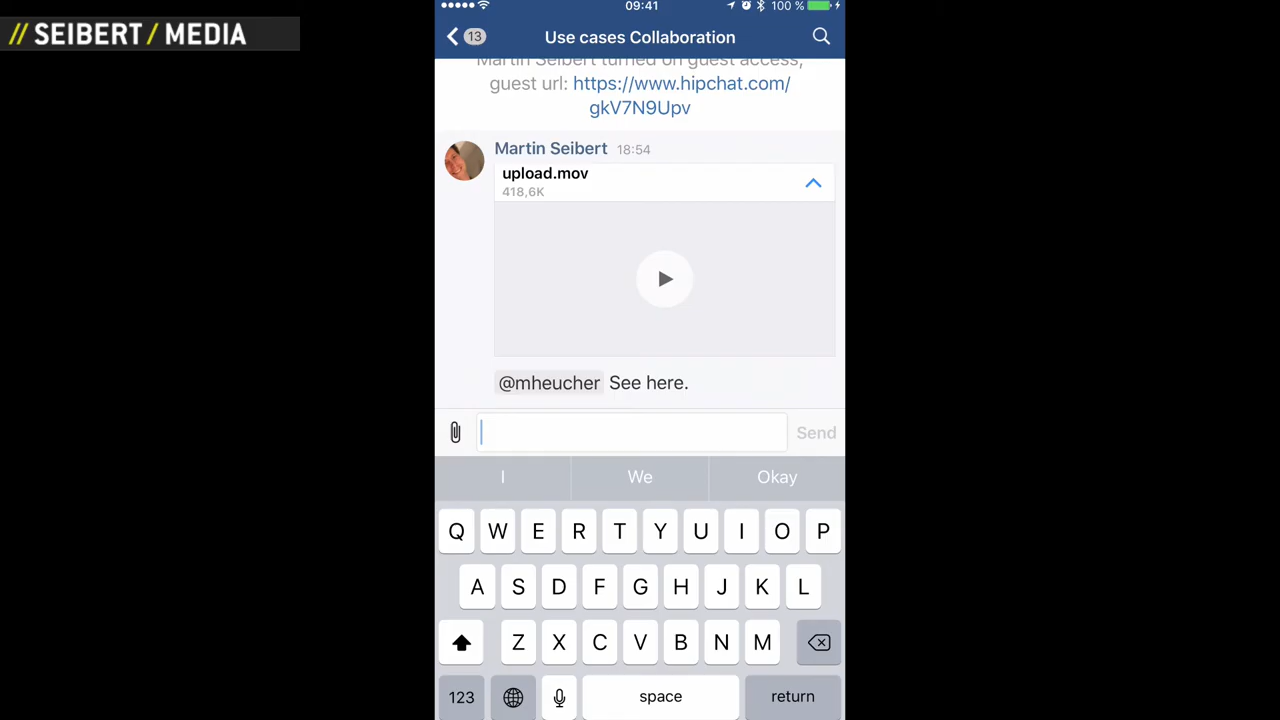 // SEIBERT / MEDIA
09:41
100 %
13
Use cases Collaboration
Martin Seibert turned on guest access,
guest url: https://www.hipchat.com/
gkV7N9Upv
Martin Seibert 18:54
upload.mov
418,6K
@mheucher See here.
Send
I We Okay
Q W E R T Y U I O P
A S D F G H J K L
Z X C V B N M
123 space return